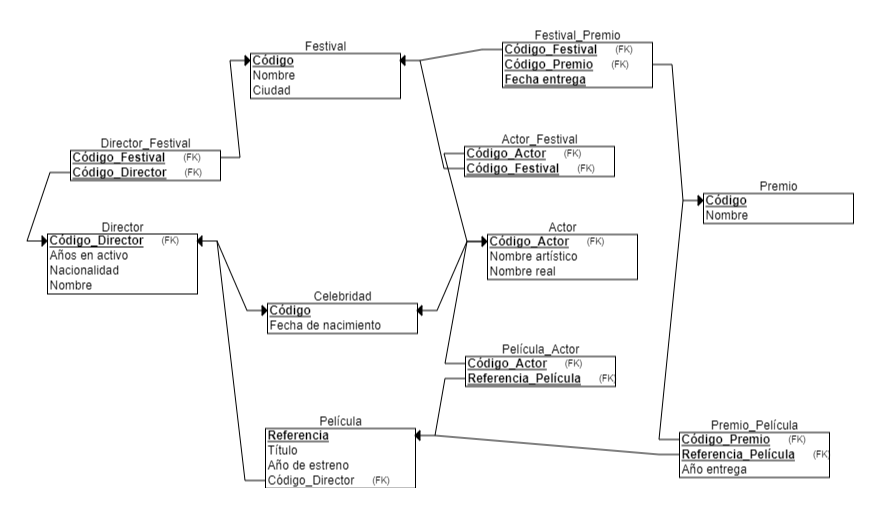 Festival_Premio
Código_Festival (FK)
Código_Premio (FK)
Fecha entrega
Festival
Código
Nombre
Ciudad
Director_Festival
Código_Festival (FK)
Código_Director (FK)
Actor_Festival
Código_Actor (FK)
Código_Festival (FK)
Premio
Código
Nombre
Director
Código_Director (FK)
Años en activo
Nacionalidad
Nombre
Actor
Código_Actor (FK)
Nombre artístico
Nombre real
Celebridad
Código
Fecha de nacimiento
Película_Actor
Código_Actor (FK)
Referencia_Película (FK
Película
Referencia
Título
Año de estreno
Código_Director (FK)
Premio_Película
Código_Premio (FK)
Referencia_Película (FK
Año entrega